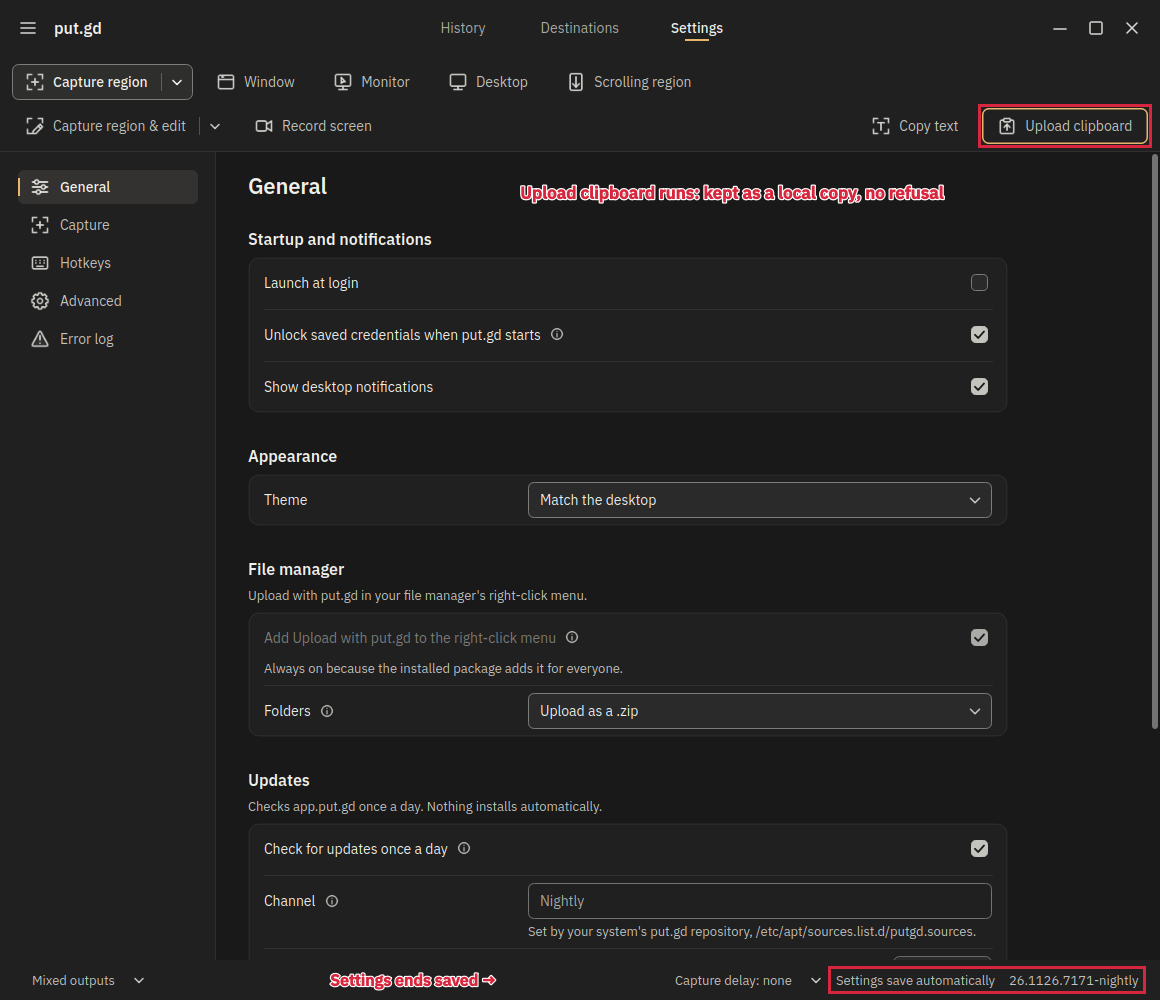 put.gd
History
Destinations
Settings
Capture region
Window
Monitor
Desktop
Scrolling region
Capture region & edit
Record screen
Copy text
Upload clipboard
General
Capture
Hotkeys
Advanced
Error log
General
Upload clipboard runs: kept as a local copy, no refusal
Startup and notifications
Launch at login
Unlock saved credentials when put.gd starts
Show desktop notifications
Appearance
Theme
Match the desktop
File manager
Upload with put.gd in your file manager's right-click menu.
Add Upload with put.gd to the right-click menu
Always on because the installed package adds it for everyone.
Folders
Upload as a .zip
Updates
Checks app.put.gd once a day. Nothing installs automatically.
Check for updates once a day
Channel
Nightly
Set by your system's put.gd repository, /etc/apt/sources.list.d/putgd.sources.
Mixed outputs
Settings ends saved →
Capture delay: none
Settings save automatically
26.1126.7171-nightly